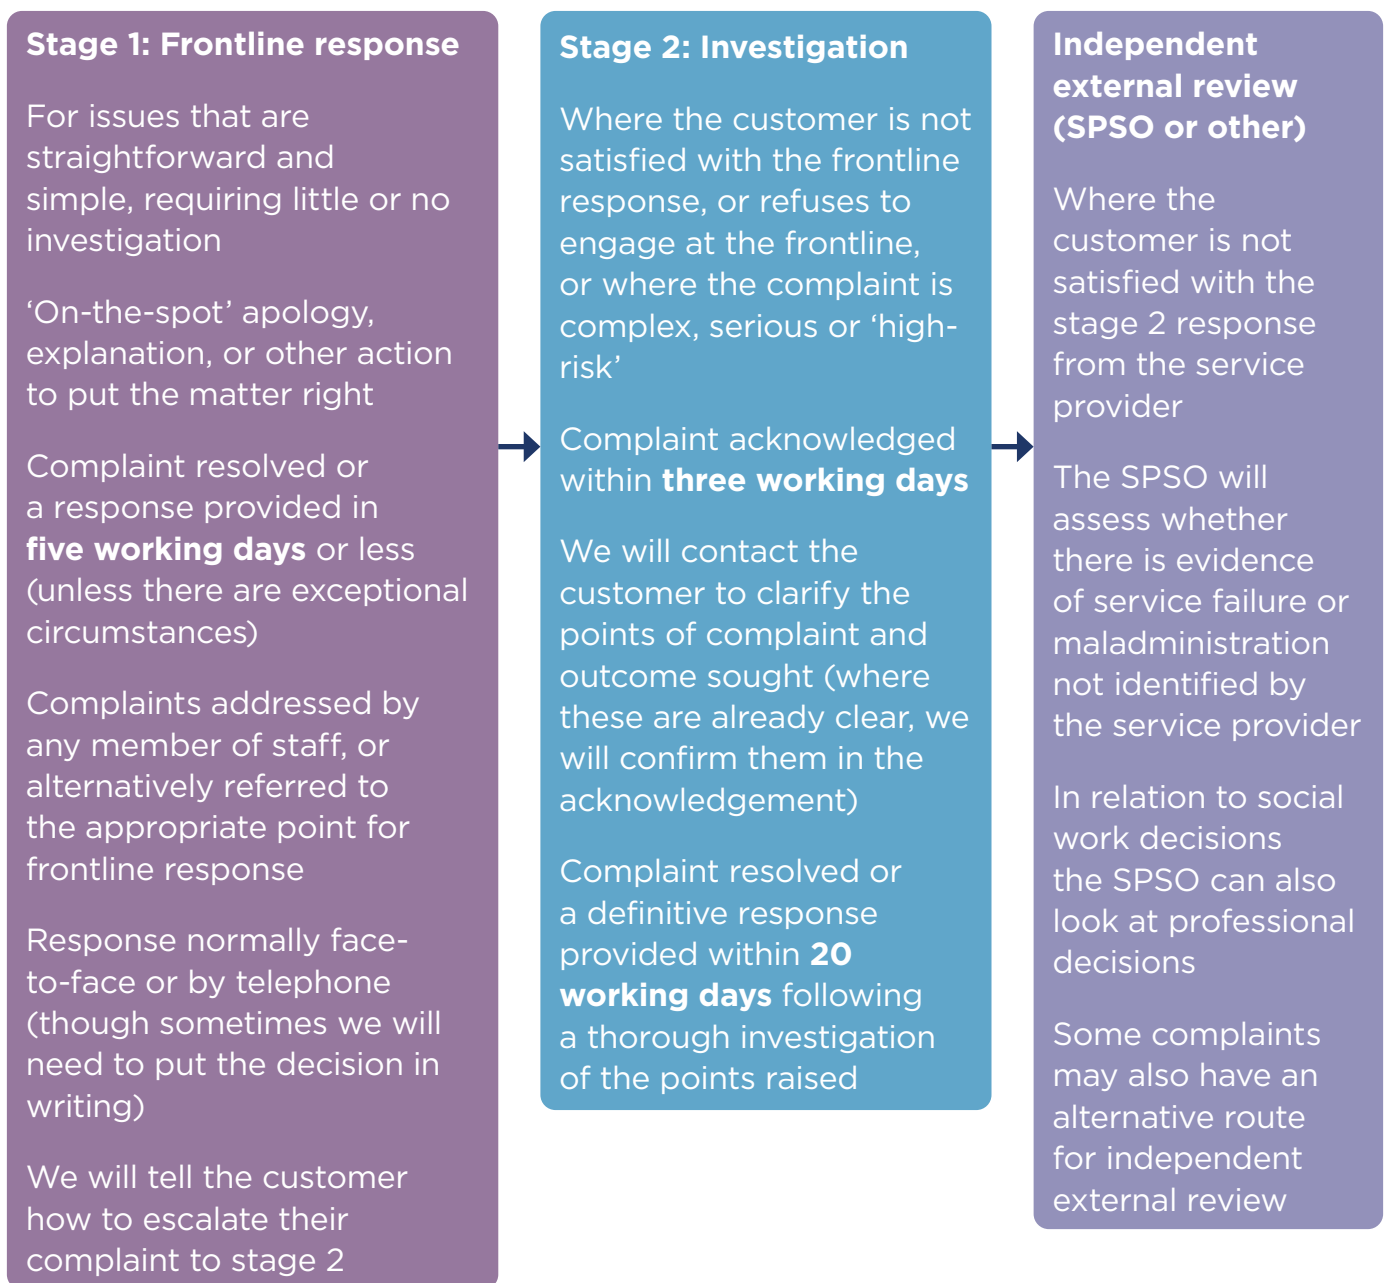 Stage 1: Frontline response
For issues that are
straightforward and
simple, requiring little or no
investigation
‘On-the-spot’ apology,
explanation, or other action
to put the matter right
Complaint resolved or
a response provided in
five working days or less
(unless there are exceptional
circumstances)
Complaints addressed by
any member of staff, or
alternatively referred to
the appropriate point for
frontline response
Response normally face-
to-face or by telephone
(though sometimes we will
need to put the decision in
writing)
We will tell the customer
how to escalate their
complaint to stage 2
Stage 2: Investigation
Where the customer is not
satisfied with the frontline
response, or refuses to
engage at the frontline,
or where the complaint is
complex, serious or ‘high-
risk’
Complaint acknowledged
within three working days
We will contact the
customer to clarify the
points of complaint and
outcome sought (where
these are already clear, we
will confirm them in the
acknowledgement)
Complaint resolved or
a definitive response
provided within 20
working days following
a thorough investigation
of the points raised
Independent
external review
(SPSO or other)
Where the
customer is not
satisfied with the
stage 2 response
from the service
provider
The SPSO will
assess whether
there is evidence
of service failure or
maladministration
not identified by
the service provider
In relation to social
work decisions
the SPSO can also
look at professional
decisions
Some complaints
may also have an
alternative route
for independent
external review